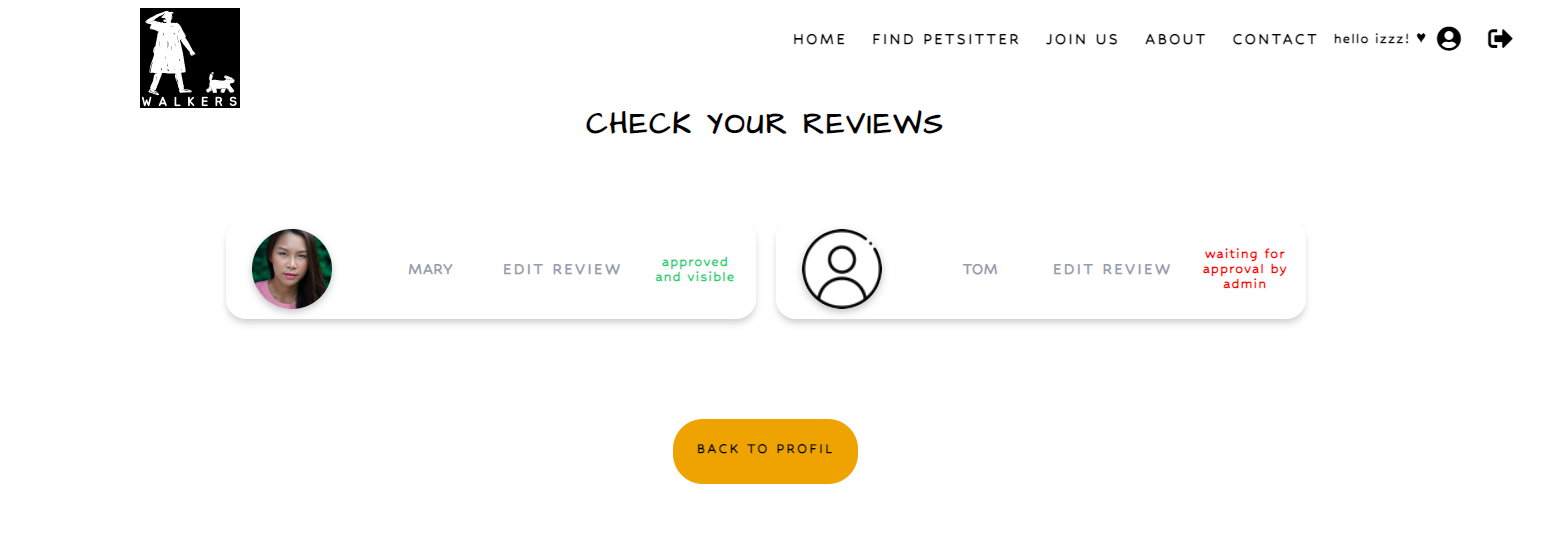 WALKERS
HOME FIND PETSITTER JOIN US ABOUT CONTACT hello izzz! ♥
CHECK YOUR REVIEWS
MARY EDIT REVIEW
approved
and visible
TOM EDIT REVIEW
waiting for
approval by
admin
BACK TO PROFIL